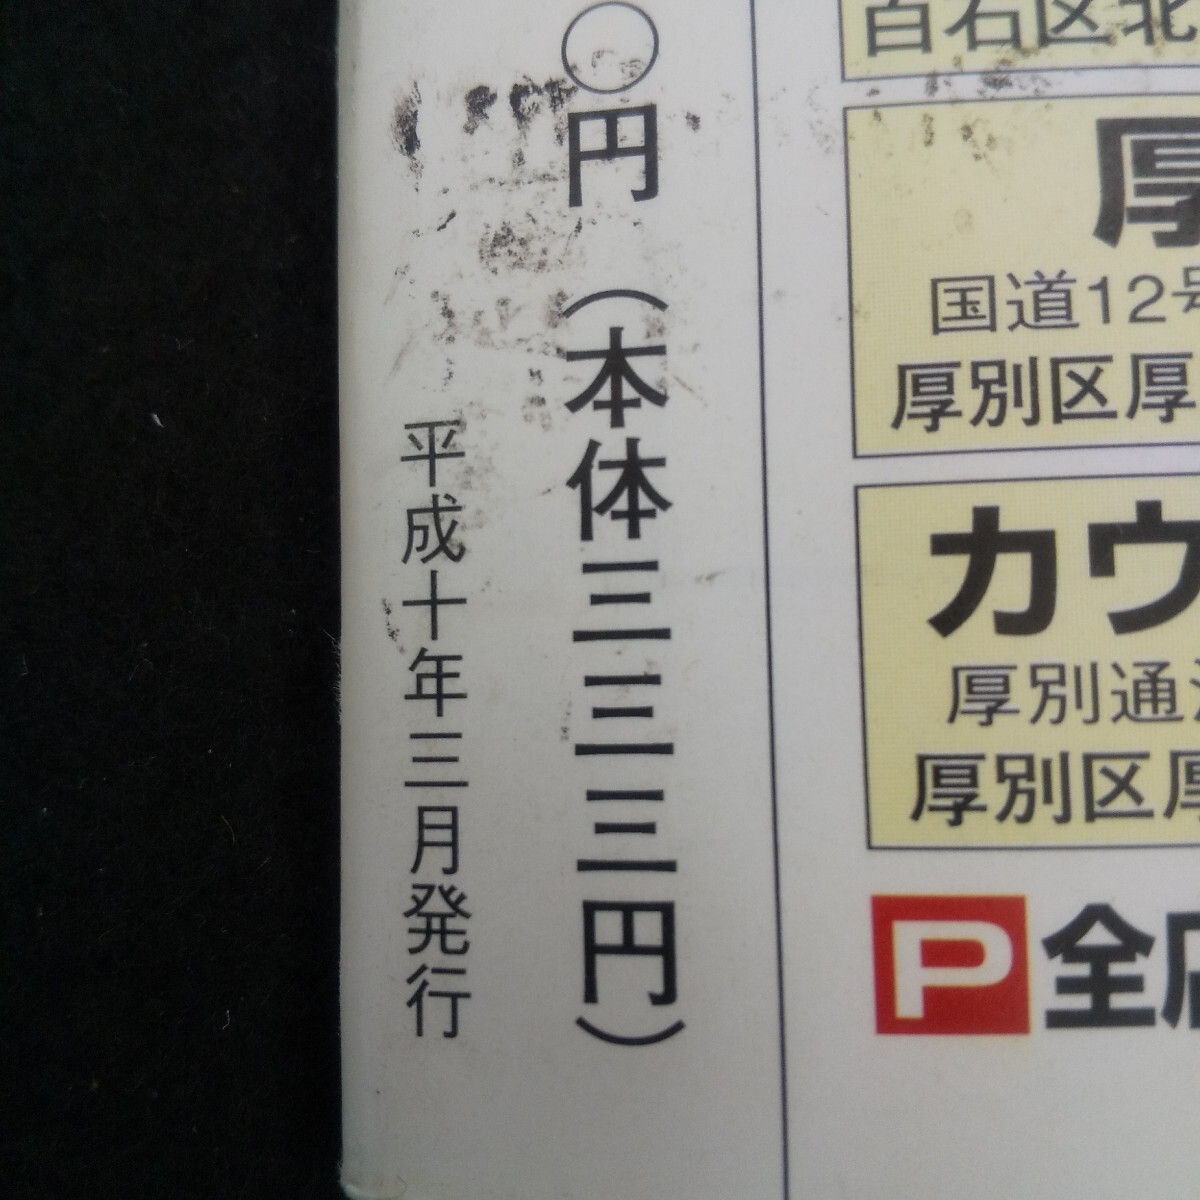 〇円（本体三三三円）
平成十年三月発行
白石区北
厚
国道12号
厚別区厚
カウ
厚別通
厚別区厚
P全店